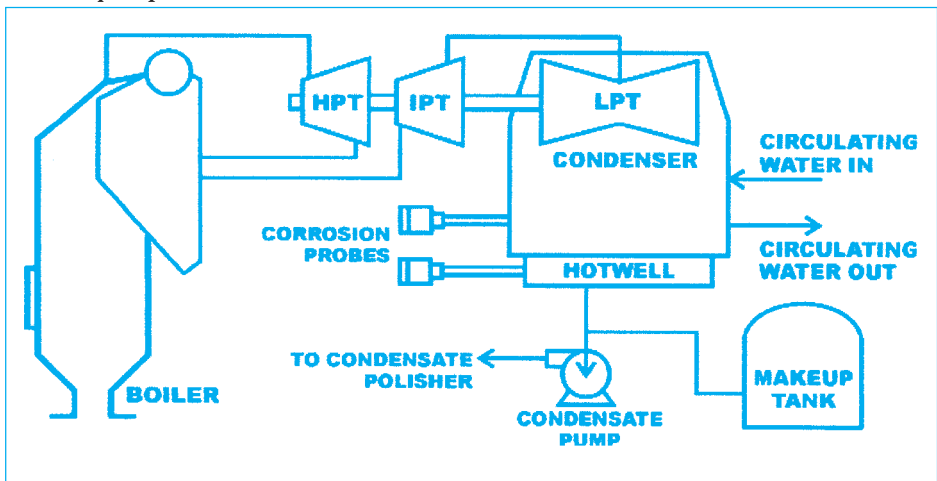 HPT
IPT
LPT
CONDENSER
CIRCULATING
WATER IN
CORROSION
PROBES
CIRCULATING
WATER OUT
HOTWELL
TO CONDENSATE
POLISHER
MAKEUP
TANK
BOILER
CONDENSATE
PUMP